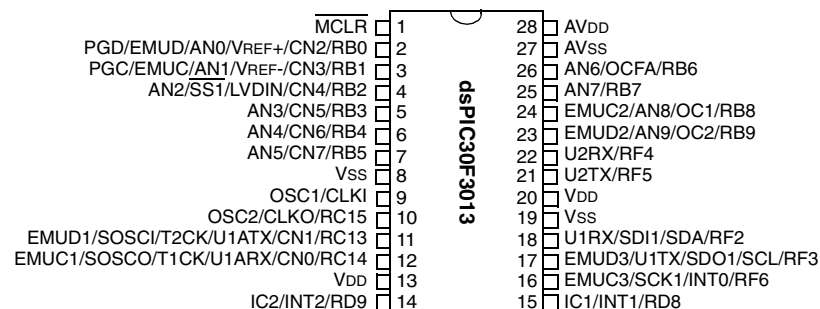 MCLR 1 28 AVDD
PGD/EMUD/AN0/VREF+/CN2/RB0 2 27 AVSS
PGC/EMUC/AN1/VREF-/CN3/RB1 3 26 AN6/OCFA/RB6
AN2/SS1/LVDIN/CN4/RB2 4 25 AN7/RB7
AN3/CN5/RB3 5 24 EMUC2/AN8/OC1/RB8
AN4/CN6/RB4 6 23 EMUD2/AN9/OC2/RB9
AN5/CN7/RB5 7 22 U2RX/RF4
VSS 8 21 U2TX/RF5
OSC1/CLKI 9 20 VDD
OSC2/CLKO/RC15 10 19 VSS
EMUD1/SOSCI/T2CK/U1ATX/CN1/RC13 11 18 U1RX/SDI1/SDA/RF2
EMUC1/SOSCO/T1CK/U1ARX/CN0/RC14 12 17 EMUD3/U1TX/SDO1/SCL/RF3
VDD 13 16 EMUC3/SCK1/INT0/RF6
IC2/INT2/RD9 14 15 IC1/INT1/RD8
dsPIC30F3013